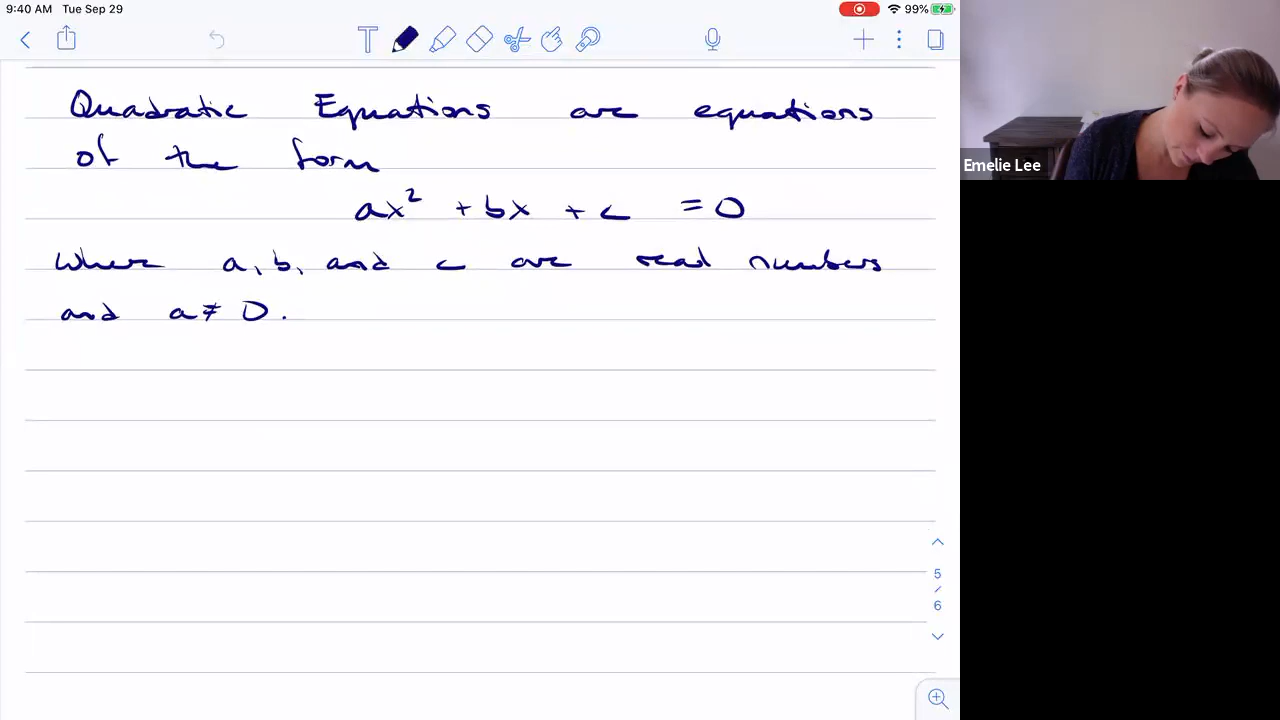 9:40 AM Tue Sep 29
99%
T
Quadratic Equations are equations
of the form
ax² + bx + c = 0
where a, b, and c are real numbers
and a ≠ 0.
5
/
6
Emelie Lee